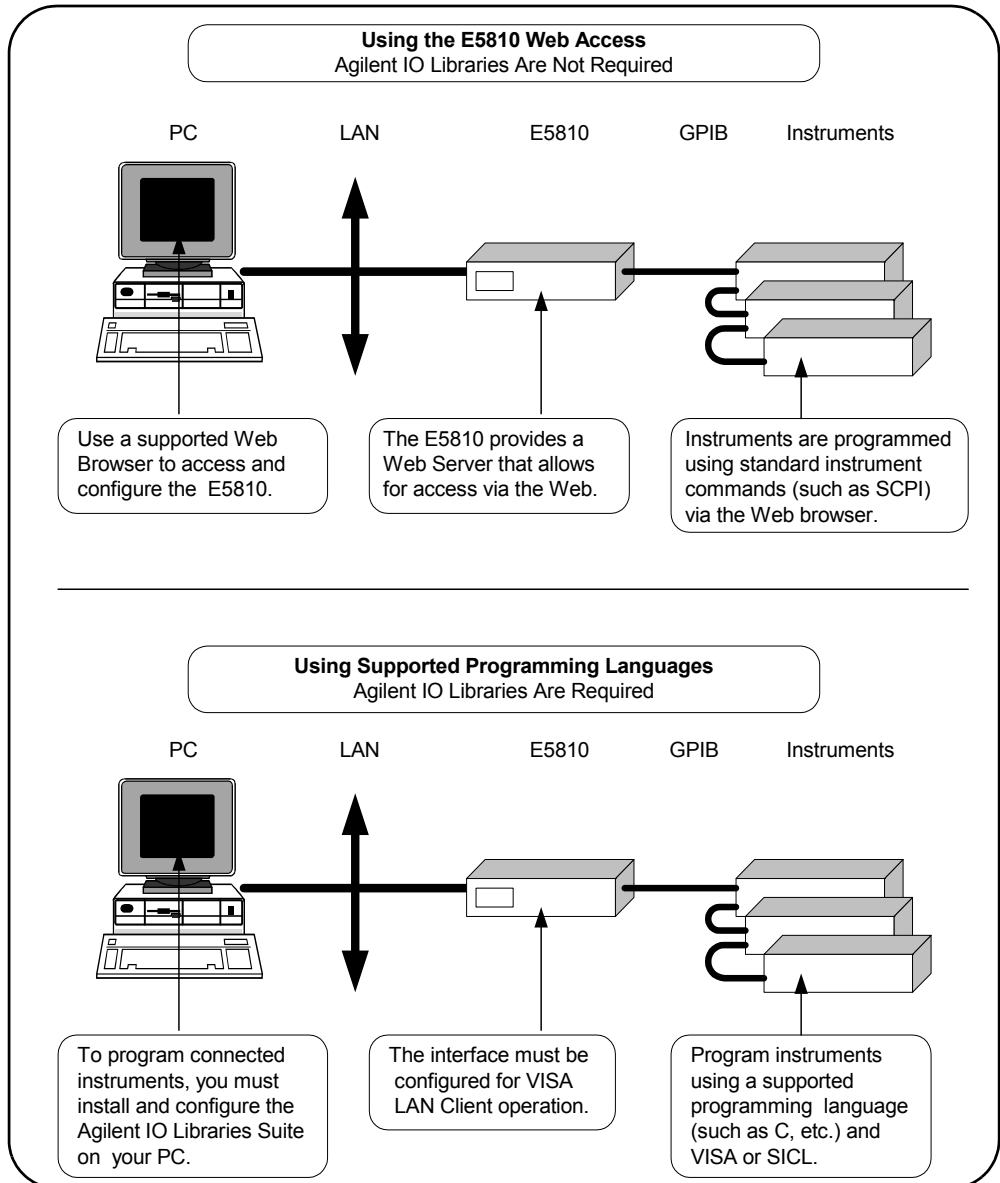 Using the E5810 Web Access
Agilent IO Libraries Are Not Required
PC LAN E5810 GPIB Instruments
Use a supported Web
Browser to access and
configure the E5810.
The E5810 provides a
Web Server that allows
for access via the Web.
Instruments are programmed
using standard instrument
commands (such as SCPI)
via the Web browser.
Using Supported Programming Languages
Agilent IO Libraries Are Required
PC LAN E5810 GPIB Instruments
To program connected
instruments, you must
install and configure the
Agilent IO Libraries Suite
on your PC.
The interface must be
configured for VISA
LAN Client operation.
Program instruments
using a supported
programming language
(such as C, etc.) and
VISA or SICL.